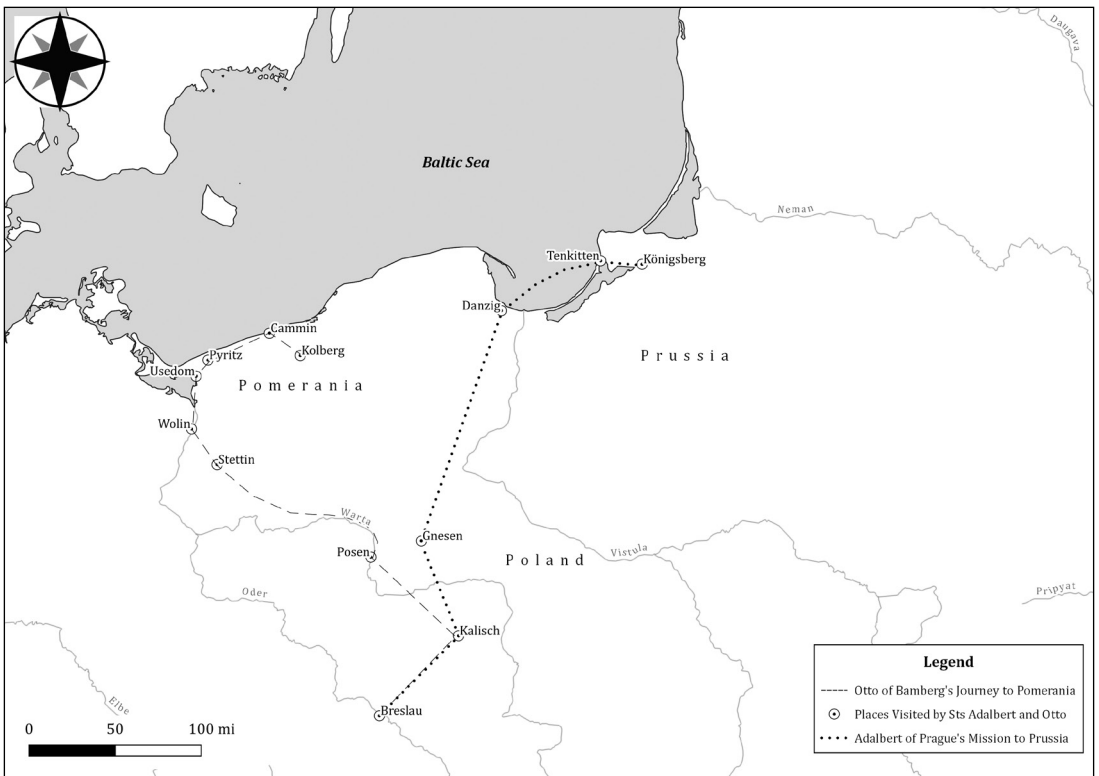 Daugava
Baltic Sea
Neman
Tenkitten
Königsberg
Danzig
Cammin
Kolberg
Pyritz
Usedom
Prussia
Pomerania
Wolin
Stettin
Warta
Gnesen
Posen
Poland
Vistula
Oder
Pripyat
Kalisch
Elbe
Breslau
0 50 100 mi
Legend
Otto of Bamberg's Journey to Pomerania
Places Visited by Sts Adalbert and Otto
Adalbert of Prague's Mission to Prussia